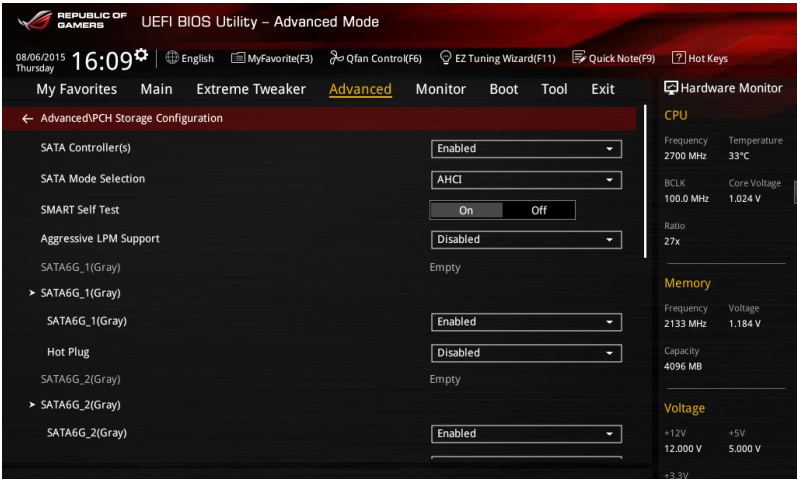 REPUBLIC OF
GAMERS
UEFI BIOS Utility – Advanced Mode
08/06/2015
Thursday
16:09
English
MyFavorite(F3)
Qfan Control(F6)
EZ Tuning Wizard(F11)
Quick Note(F9)
? Hot Keys
My Favorites
Main
Extreme Tweaker
Advanced
Monitor
Boot
Tool
Exit
Hardware Monitor
← Advanced\PCH Storage Configuration
SATA Controller(s) Enabled
SATA Mode Selection AHCI
SMART Self Test On Off
Aggressive LPM Support Disabled
SATA6G_1(Gray) Empty
> SATA6G_1(Gray)
SATA6G_1(Gray) Enabled
Hot Plug Disabled
SATA6G_2(Gray) Empty
> SATA6G_2(Gray)
SATA6G_2(Gray) Enabled
CPU
Frequency Temperature
2700 MHz 33°C
BCLK Core Voltage
100.0 MHz 1.024 V
Ratio
27x
Memory
Frequency Voltage
2133 MHz 1.184 V
Capacity
4096 MB
Voltage
+12V +5V
12.000 V 5.000 V
+3.3V